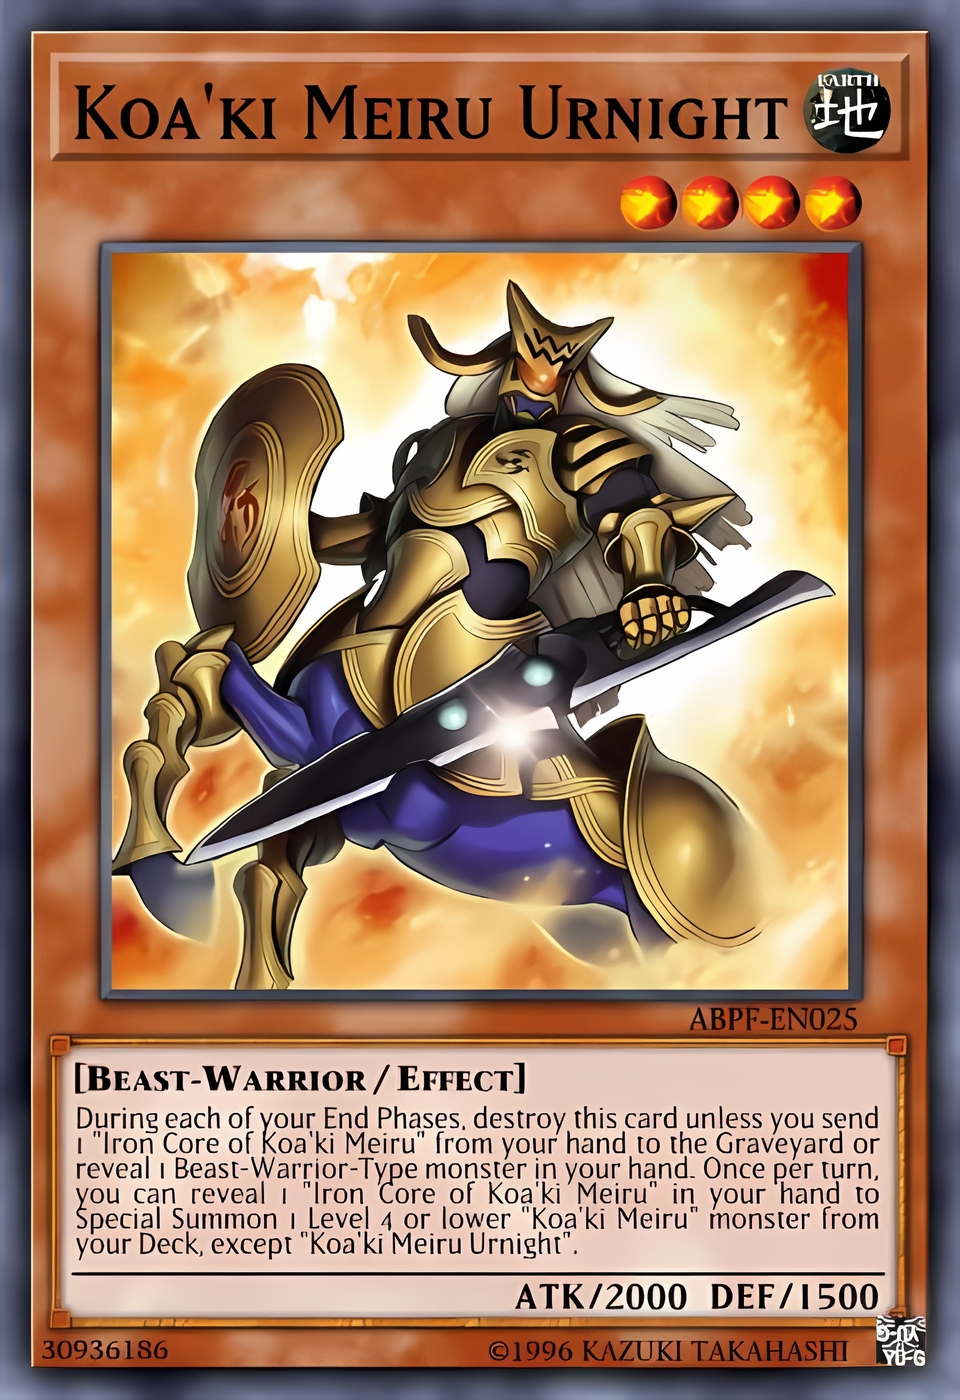 Koa'ki Meiru Urnight
EARTH
地
ABPF-EN025
[Beast-Warrior / Effect]
During each of your End Phases, destroy this card unless you send
1 "Iron Core of Koa'ki Meiru" from your hand to the Graveyard or
reveal 1 Beast-Warrior-Type monster in your hand. Once per turn,
you can reveal 1 "Iron Core of Koa'ki Meiru" in your hand to
Special Summon 1 Level 4 or lower "Koa'ki Meiru" monster from
your Deck, except "Koa'ki Meiru Urnight".
ATK/2000 DEF/1500
30936186
©1996 KAZUKI TAKAHASHI